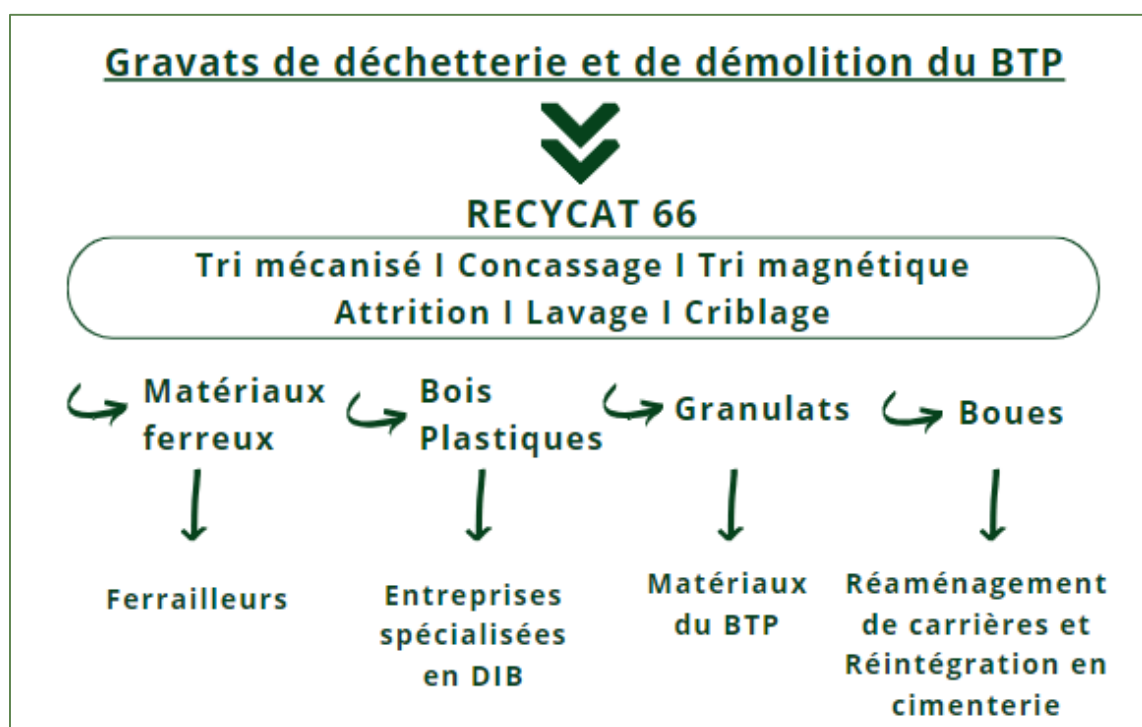 Gravats de déchetterie et de démolition du BTP
RECYCAT 66
Tri mécanisé I Concassage I Tri magnétique
Attrition I Lavage I Criblage
Matériaux
ferreux
Bois
Plastiques
Granulats
Boues
Ferrailleurs
Entreprises
spécialisées
en DIB
Matériaux
du BTP
Réaménagement
de carrières et
Réintégration en
cimenterie